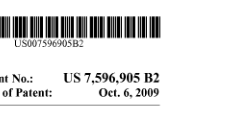 US007596905B2
nt No.: US 7,596,905 B2
of Patent: Oct. 6, 2009